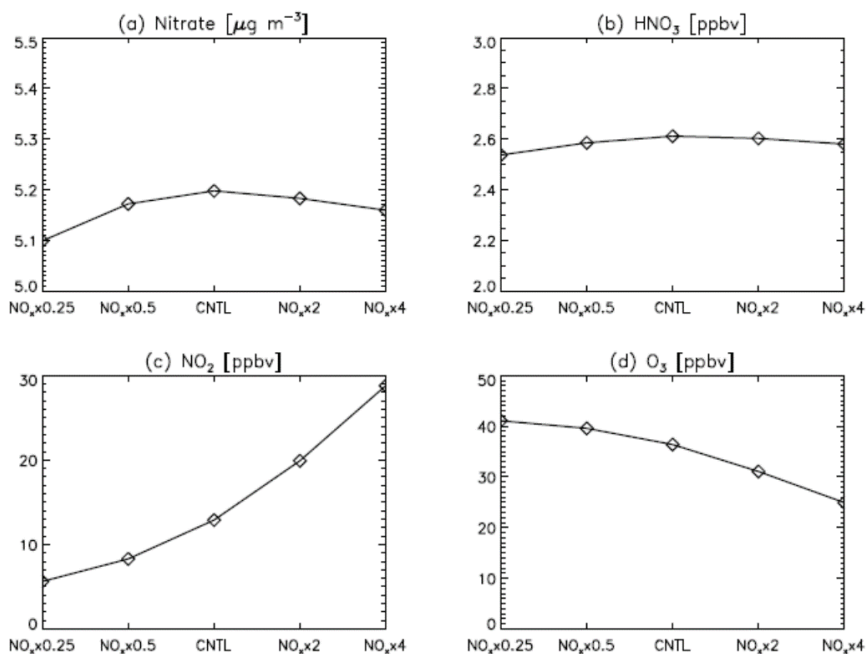 (a) Nitrate [μg m⁻³]
5.5
5.4
5.3
5.2
5.1
5.0
NOₓx0.25 NOₓx0.5 CNTL NOₓx2 NOₓx4
(b) HNO₃ [ppbv]
3.0
2.8
2.6
2.4
2.2
2.0
NOₓx0.25 NOₓx0.5 CNTL NOₓx2 NOₓx4
(c) NO₂ [ppbv]
30
20
10
0
NOₓx0.25 NOₓx0.5 CNTL NOₓx2 NOₓx4
(d) O₃ [ppbv]
50
40
30
20
10
0
NOₓx0.25 NOₓx0.5 CNTL NOₓx2 NOₓx4